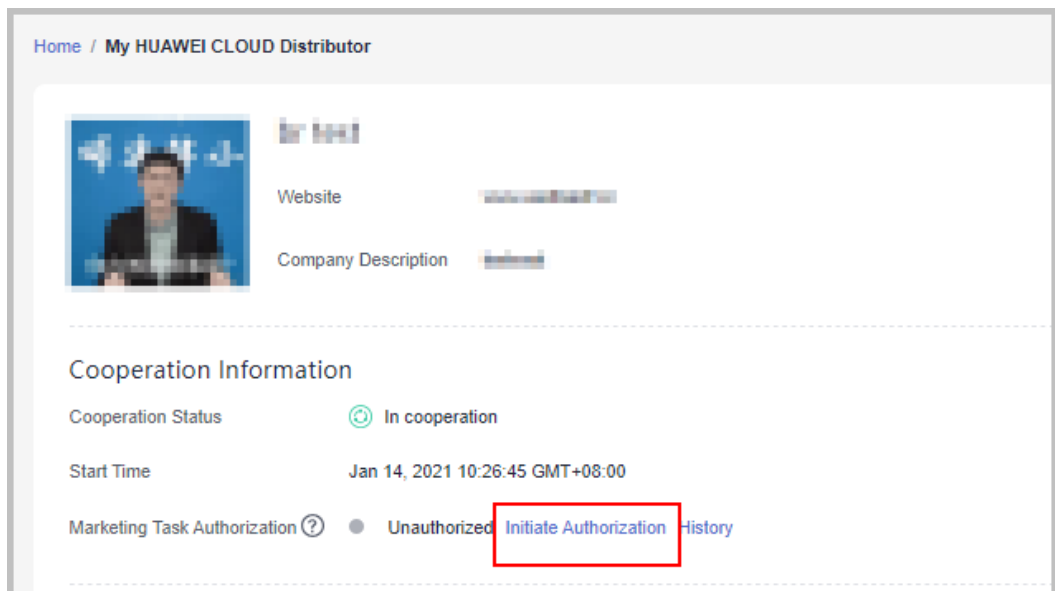 Home / My HUAWEI CLOUD Distributor
Website
Company Description
Cooperation Information
Cooperation Status In cooperation
Start Time Jan 14, 2021 10:26:45 GMT+08:00
Marketing Task Authorization ? Unauthorized Initiate Authorization History